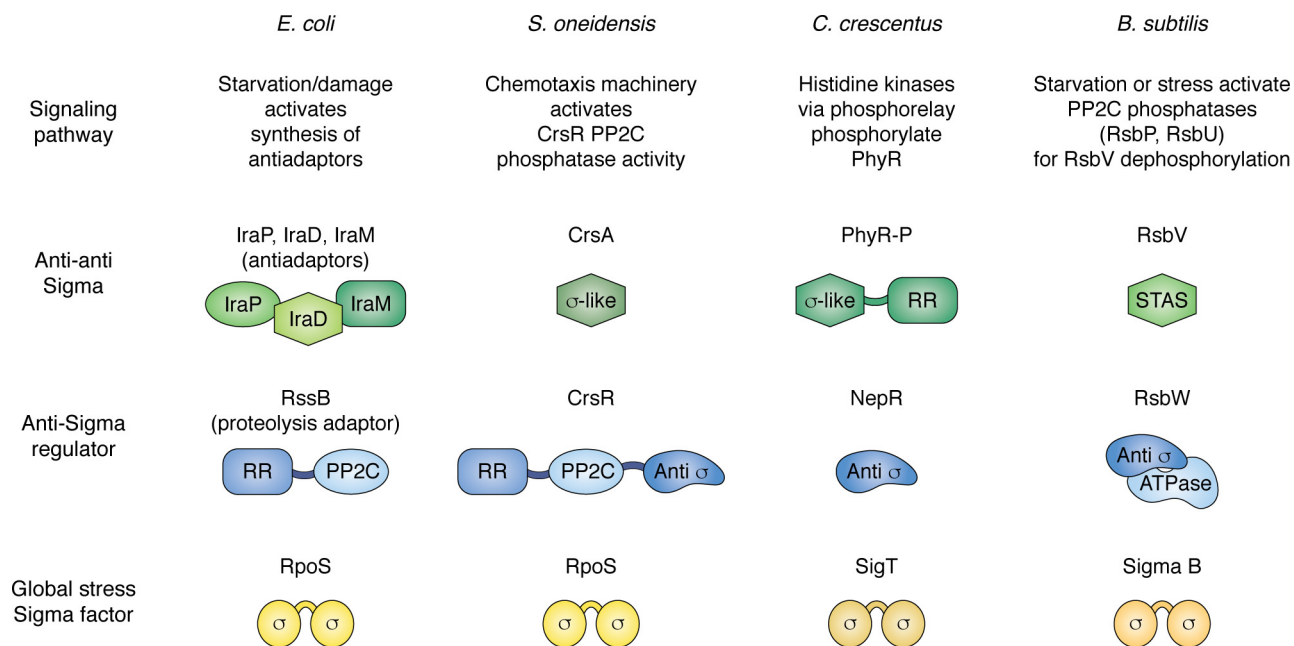 E. coli
S. oneidensis
C. crescentus
B. subtilis
Signaling
pathway
Starvation/damage
activates
synthesis of
antiadaptors
Chemotaxis machinery
activates
CrsR PP2C
phosphatase activity
Histidine kinases
via phosphorelay
phosphorylate
PhyR
Starvation or stress activate
PP2C phosphatases
(RsbP, RsbU)
for RsbV dephosphorylation
Anti-anti
Sigma
IraP, IraD, IraM
(antiadaptors)
IraP
IraD
IraM
CrsA
σ-like
PhyR-P
σ-like
RR
RsbV
STAS
Anti-Sigma
regulator
RssB
(proteolysis adaptor)
RR
PP2C
CrsR
RR
PP2C
Anti σ
NepR
Anti σ
RsbW
Anti σ
ATPase
Global stress
Sigma factor
RpoS
σ
σ
RpoS
σ
σ
SigT
σ
σ
Sigma B
σ
σ